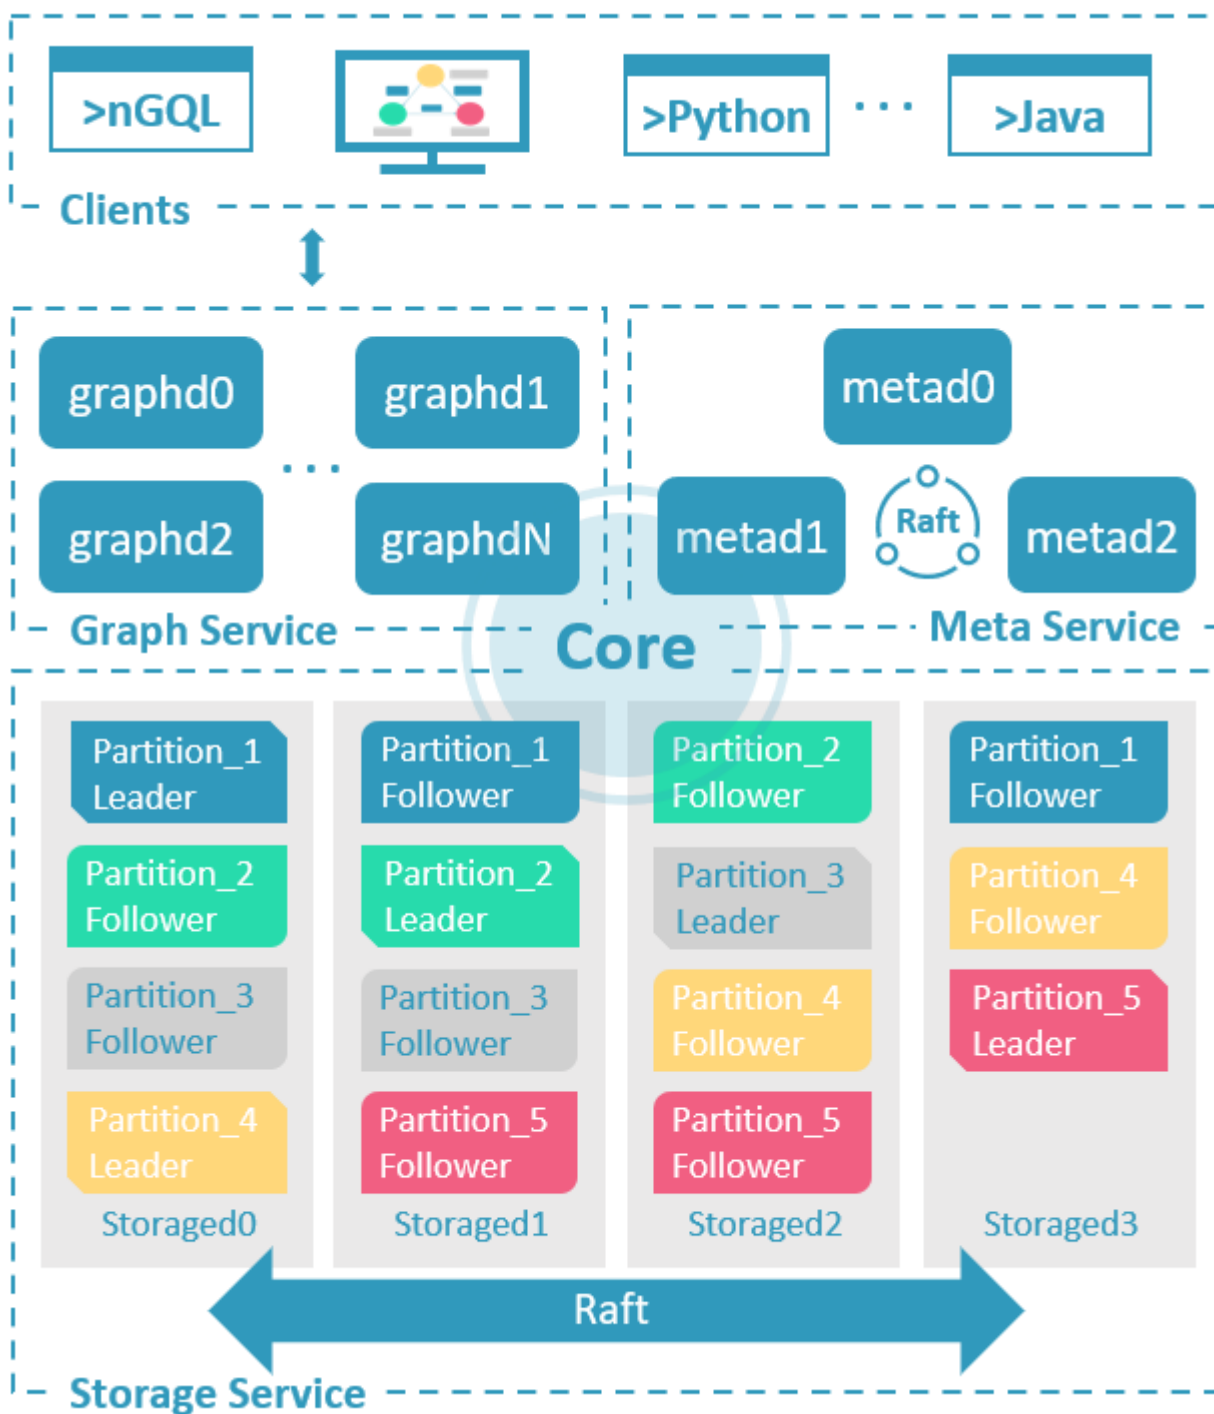 >nGQL
>Python
...
>Java
Clients
graphd0
graphd1
...
graphd2
graphdN
Graph Service
metad0
metad1
Raft
metad2
Meta Service
Core
Partition_1
Leader
Partition_2
Follower
Partition_3
Follower
Partition_4
Leader
Storaged0
Partition_1
Follower
Partition_2
Leader
Partition_3
Follower
Partition_5
Follower
Storaged1
Partition_2
Follower
Partition_3
Leader
Partition_4
Follower
Partition_5
Follower
Storaged2
Partition_1
Follower
Partition_4
Follower
Partition_5
Leader
Storaged3
Raft
Storage Service